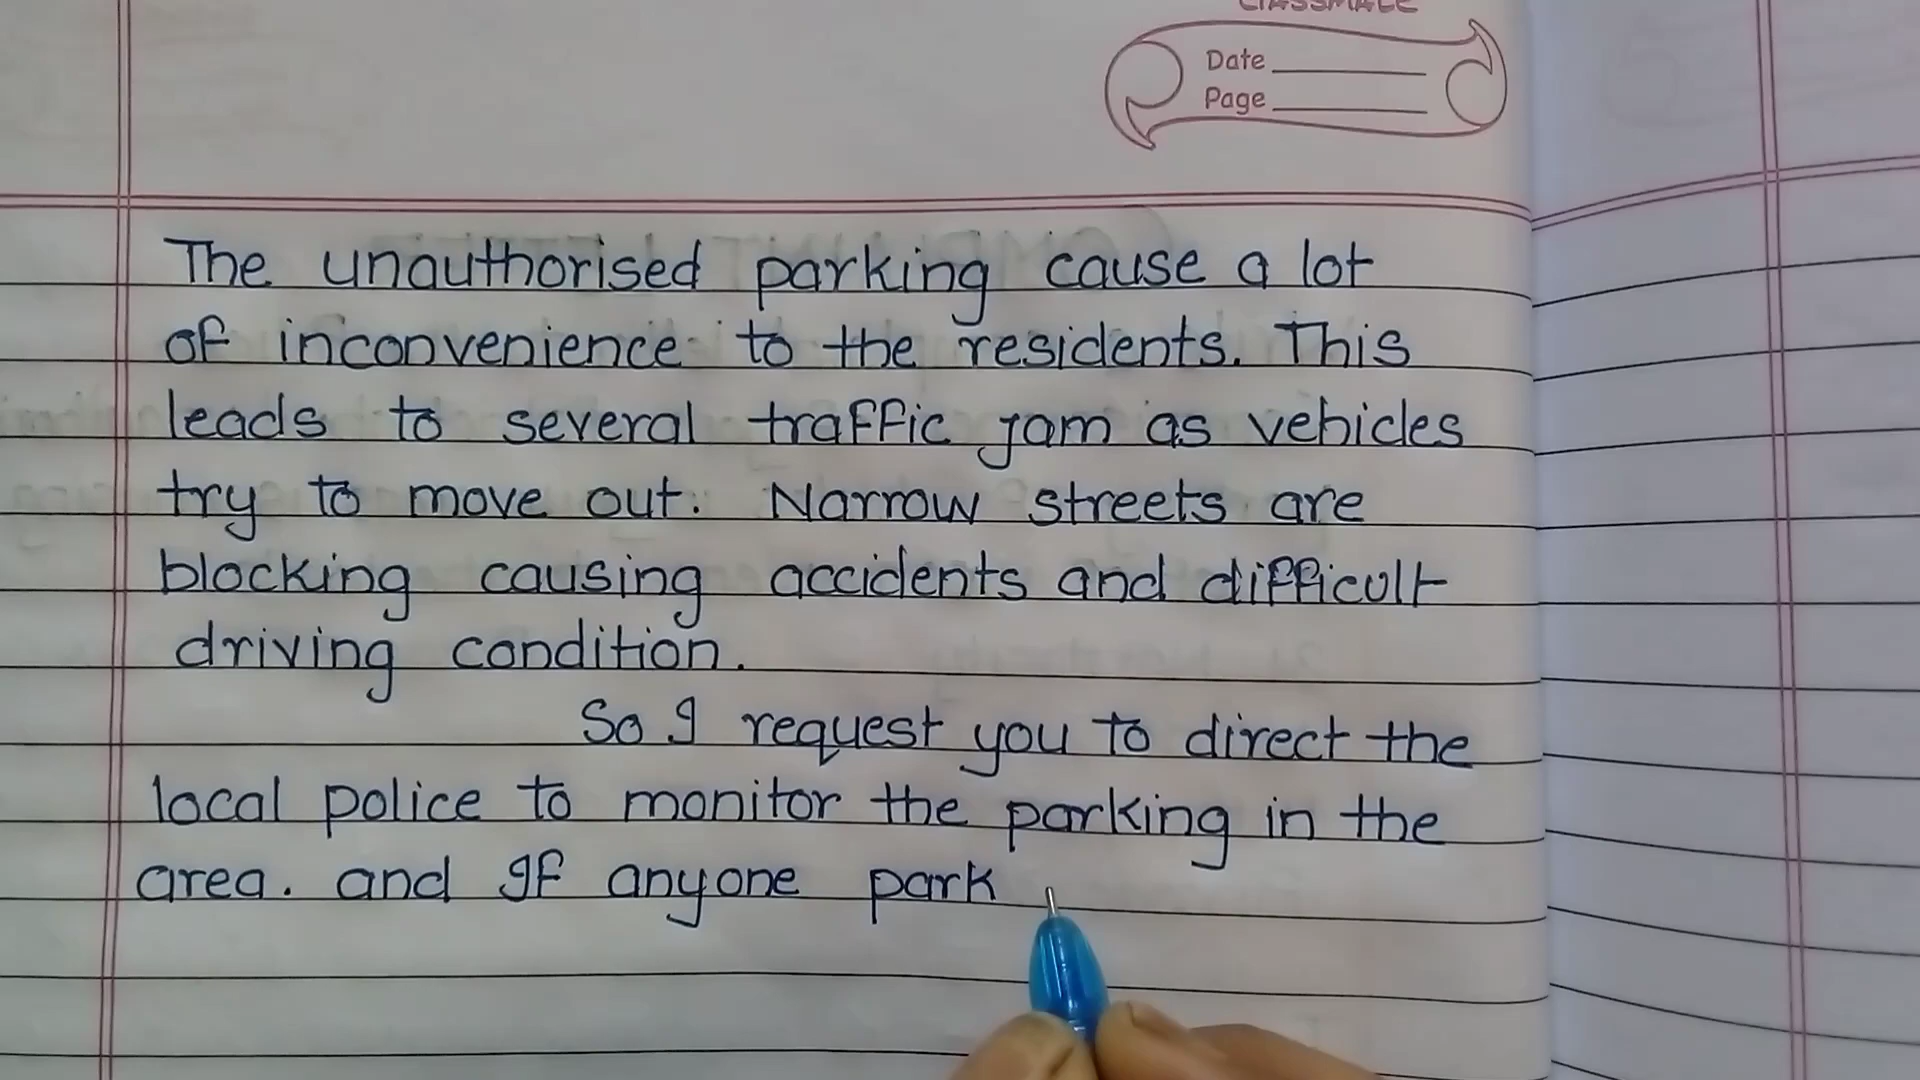 CLASSMATE
Date
Page
The unauthorised parking cause a lot
of inconvenience to the residents. This
leads to several traffic jam as vehicles
try to move out. Narrow streets are
blocking causing accidents and difficult
driving condition.
So I request you to direct the
local police to monitor the parking in the
area. and If anyone park